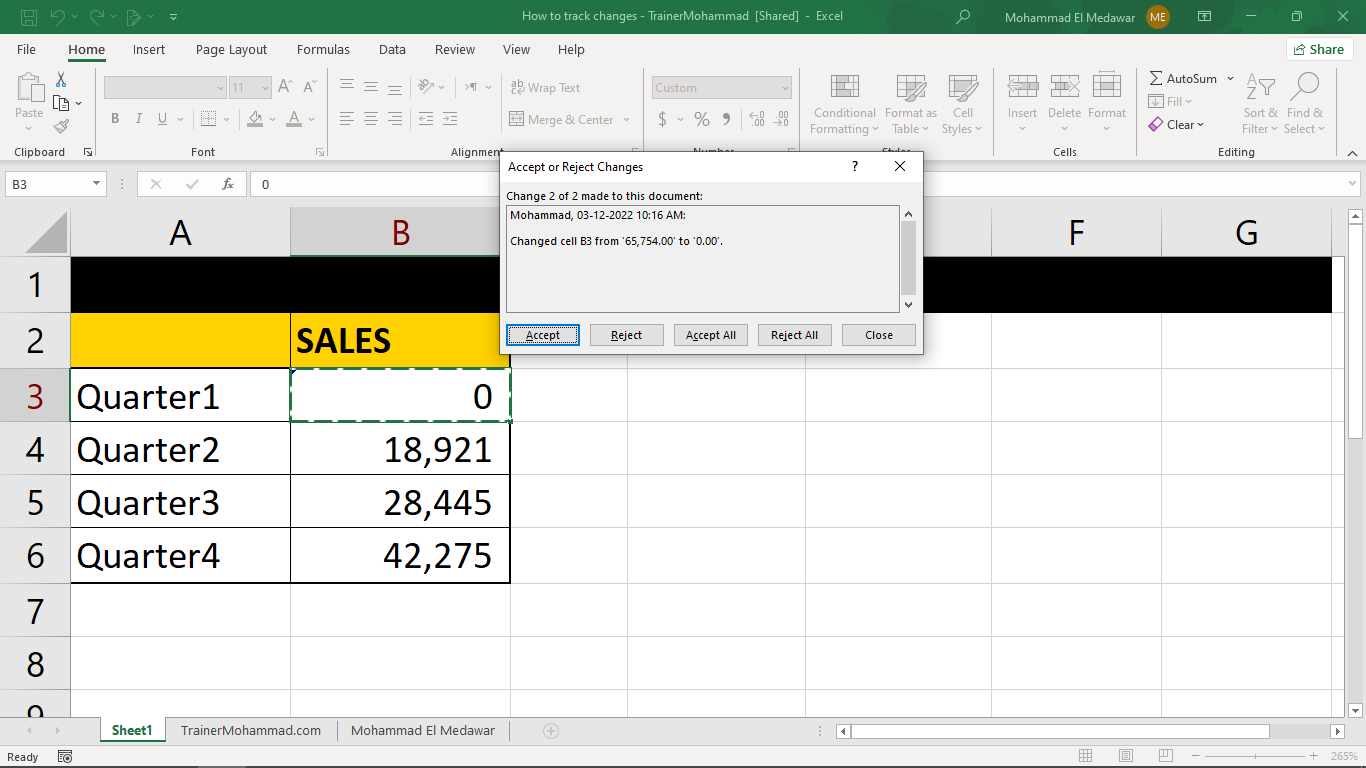 How to track changes - TrainerMohammad [Shared] - Excel
Mohammad El Medawar
ME
File Home Insert Page Layout Formulas Data Review View Help
Share
Paste
Clipboard
11
B I U
A A
Font
Wrap Text
Merge & Center
Alignment
Custom
$ % 9
Number
Conditional Formatting
Format as Table
Cell Styles
Styles
Insert
Delete
Format
Cells
AutoSum
Fill
Clear
Sort & Filter
Find & Select
Editing
B3
fx
0
Accept or Reject Changes
?
Change 2 of 2 made to this document:
Mohammad, 03-12-2022 10:16 AM:
Changed cell B3 from '65,754.00' to '0.00'.
Accept Reject Accept All Reject All Close
A B F G
1
2 SALES
3 Quarter1 0
4 Quarter2 18,921
5 Quarter3 28,445
6 Quarter4 42,275
7
8
9
Sheet1 TrainerMohammad.com Mohammad El Medawar
Ready
265%